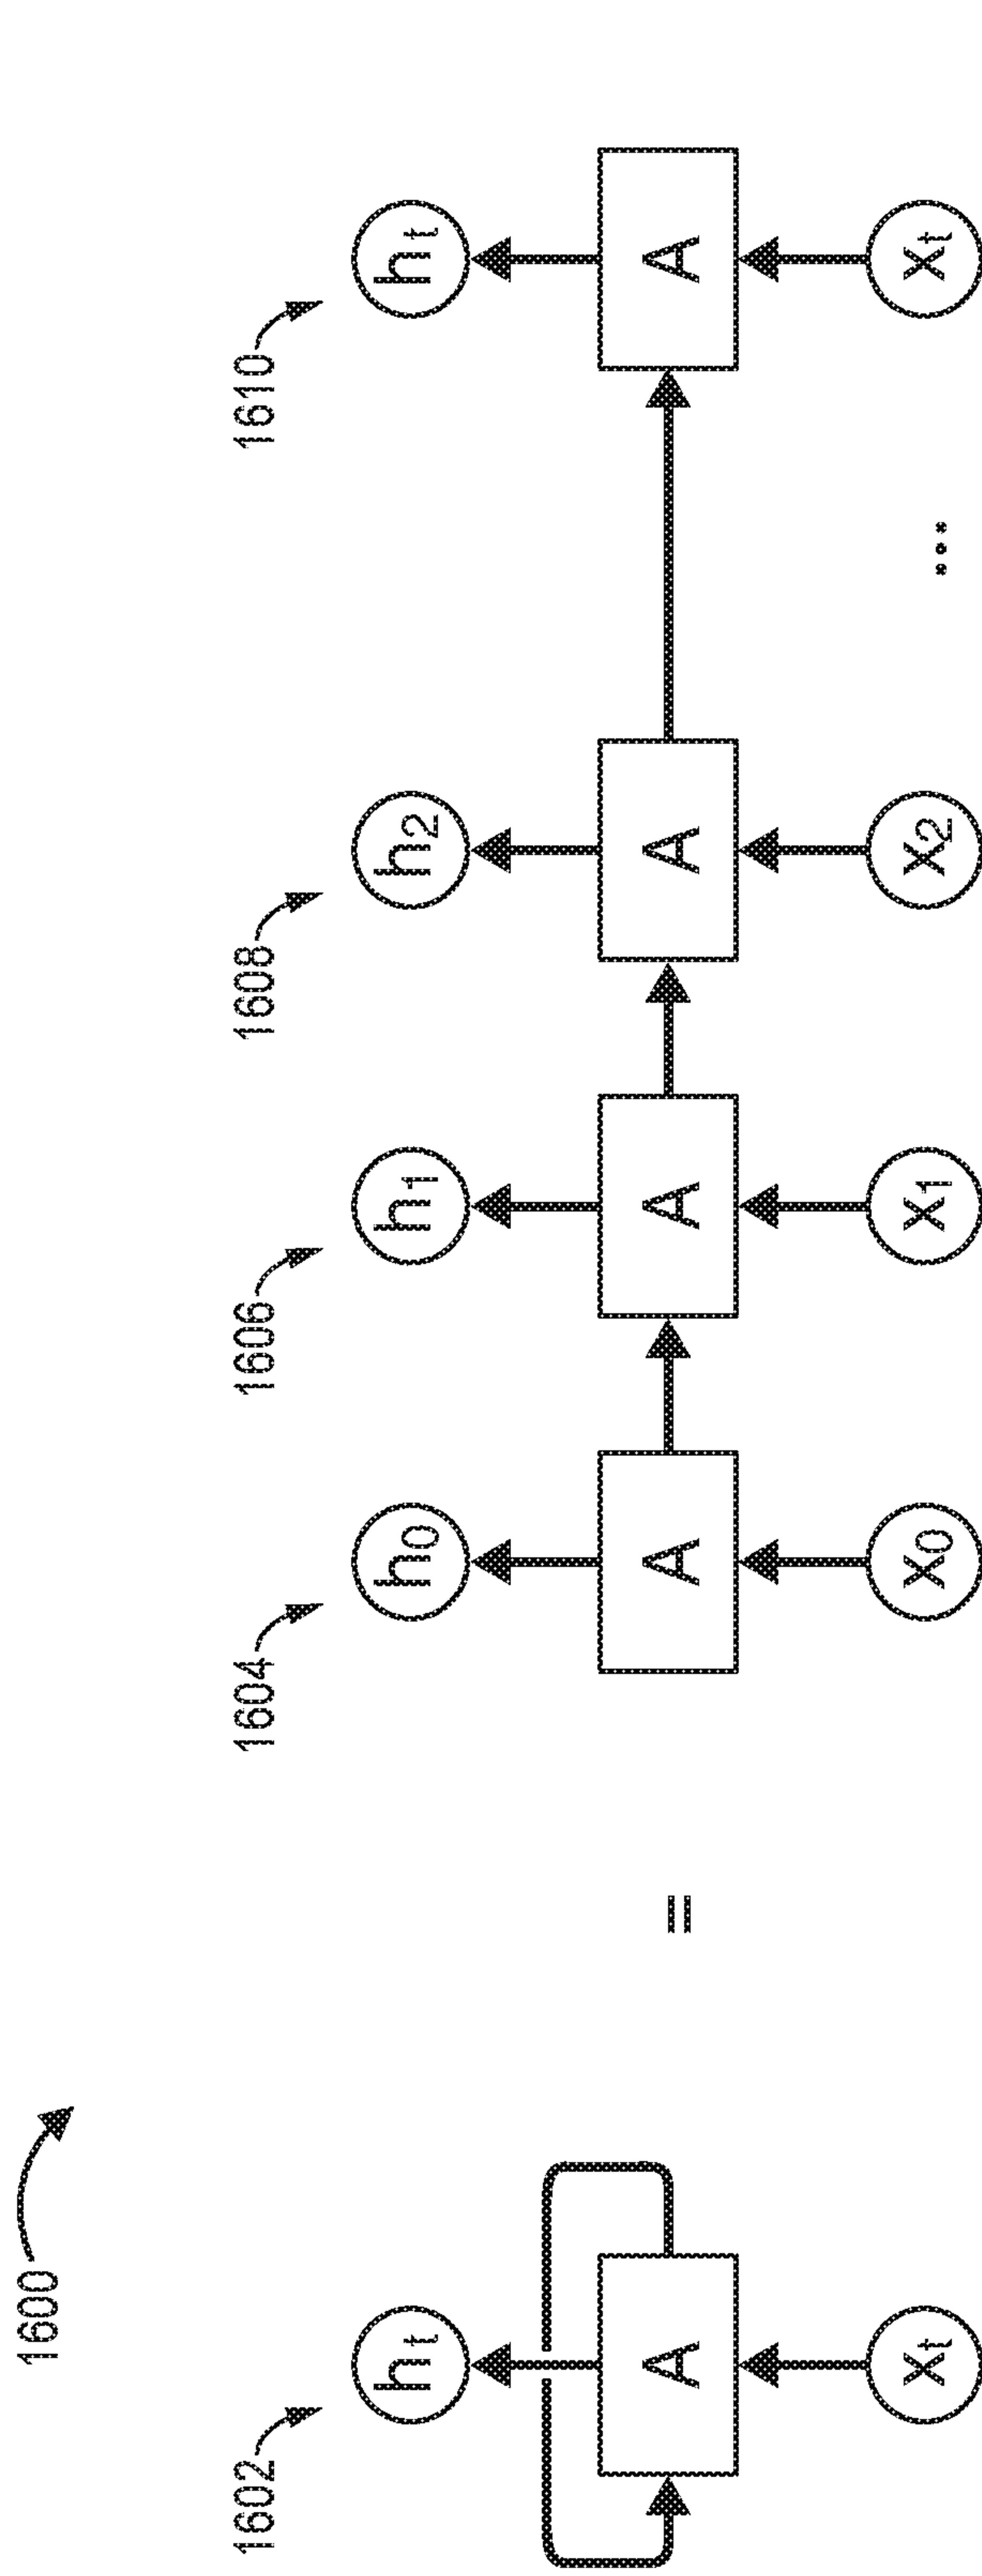 1600
1602 1604 1606 1608 1610
h_t h_0 h_1 h_2 h_t
A = A A A A
x_t x_0 x_1 x_2 ... x_t